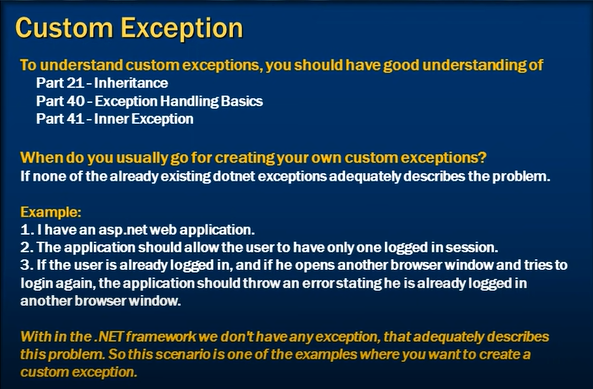 Custom Exception
To understand custom exceptions, you should have good understanding of
Part 21 - Inheritance
Part 40 - Exception Handling Basics
Part 41 - Inner Exception
When do you usually go for creating your own custom exceptions?
If none of the already existing dotnet exceptions adequately describes the problem.
Example:
1. I have an asp.net web application.
2. The application should allow the user to have only one logged in session.
3. If the user is already logged in, and if he opens another browser window and tries to
login again, the application should throw an error stating he is already logged in
another browser window.
With in the .NET framework we don't have any exception, that adequately describes
this problem. So this scenario is one of the examples where you want to create a
custom exception.